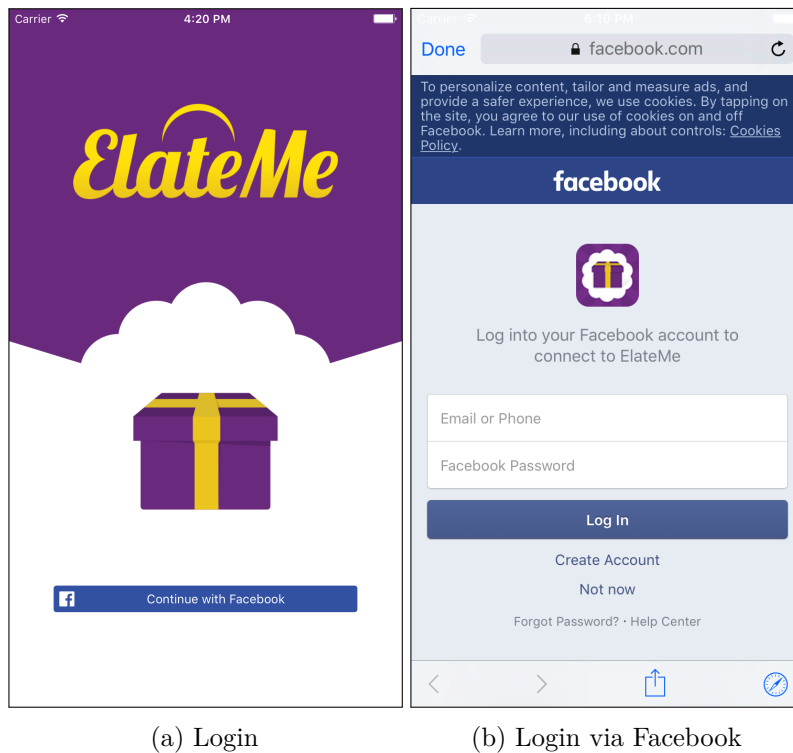 Carrier 4:20 PM
ElateMe
Continue with Facebook
(a) Login
Carrier 6:10 PM
Done facebook.com
To personalize content, tailor and measure ads, and
provide a safer experience, we use cookies. By tapping on
the site, you agree to our use of cookies on and off
Facebook. Learn more, including about controls: Cookies
Policy.
facebook
Log into your Facebook account to
connect to ElateMe
Email or Phone
Facebook Password
Log In
Create Account
Not now
Forgot Password? · Help Center
(b) Login via Facebook